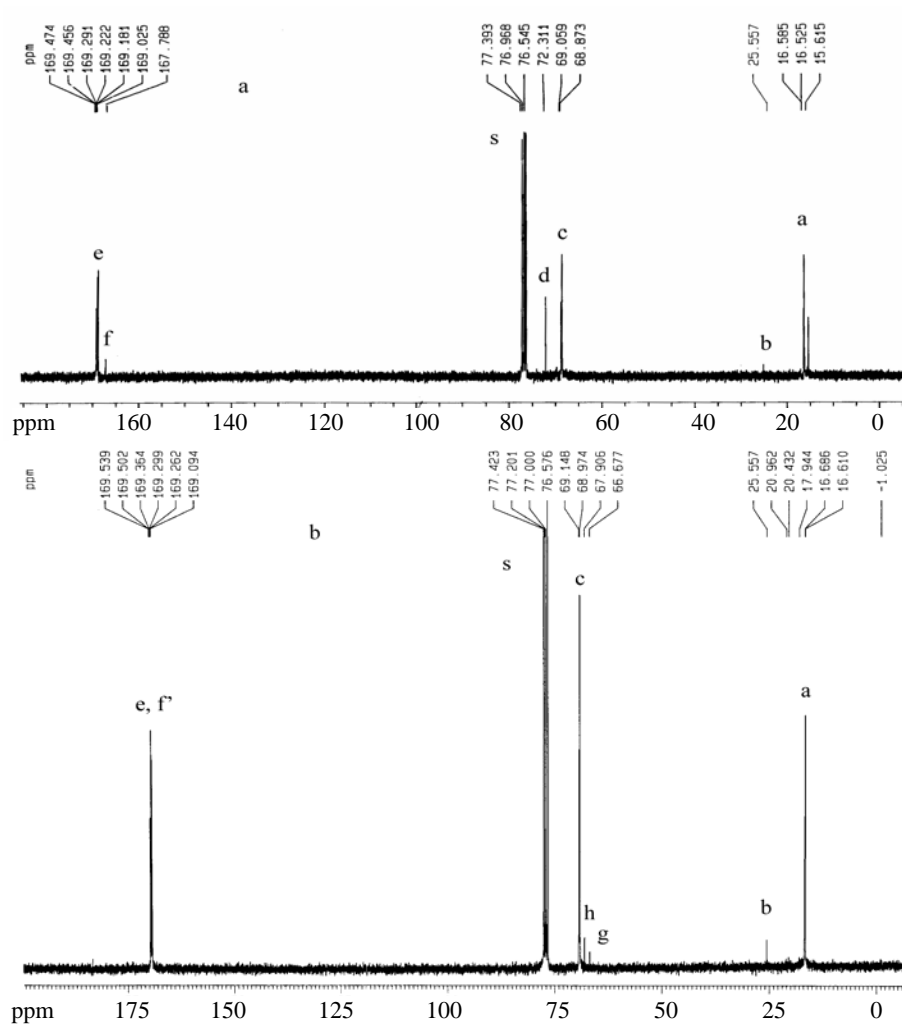 ppm
169.474
169.456
169.291
169.222
169.181
169.025
167.788
77.393
76.968
76.545
72.311
69.059
68.873
25.557
16.585
16.525
15.615
a
s
e
f
d
c
b
a
ppm 160 140 120 100 80 60 40 20 0
ppm
169.539
169.502
169.364
169.299
169.262
169.094
77.423
77.201
77.000
76.576
69.148
68.974
67.906
66.677
25.557
20.962
20.432
17.944
16.686
16.610
-1.025
b
s
c
e, f’
a
h
g
b
ppm 175 150 125 100 75 50 25 0